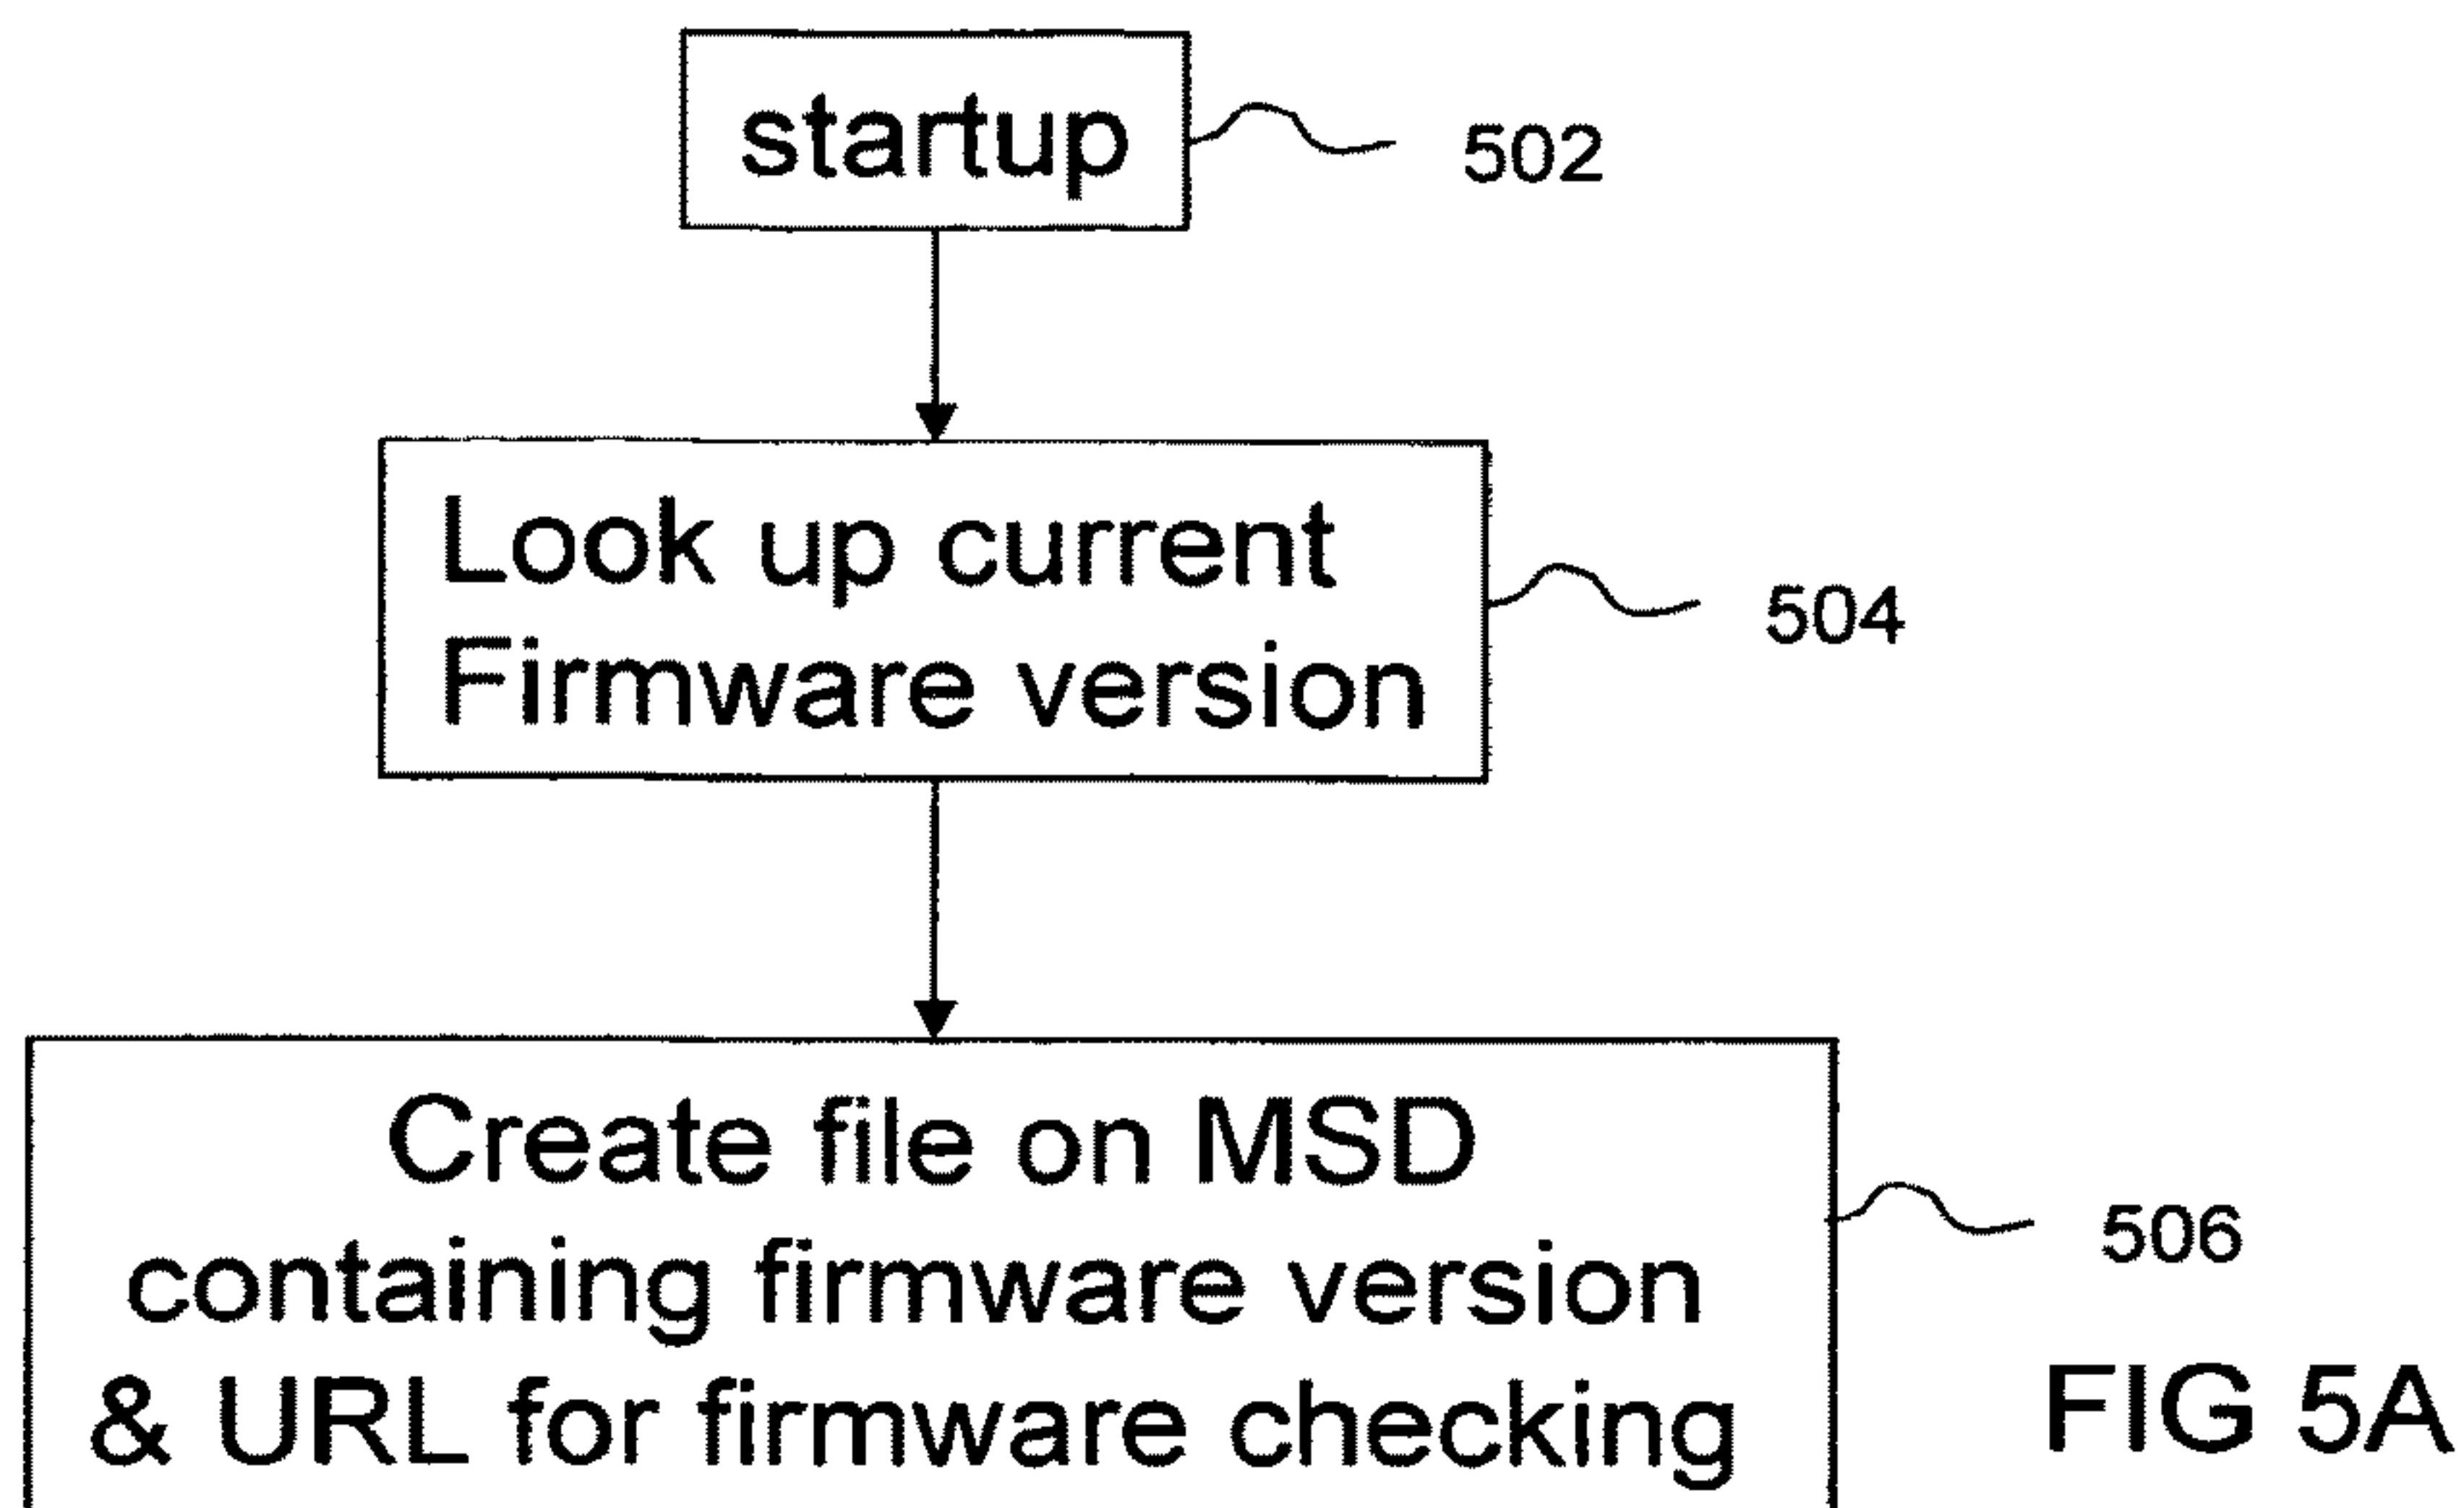 startup
502
Look up current
Firmware version
504
Create file on MSD
containing firmware version
& URL for firmware checking
506
FIG 5A